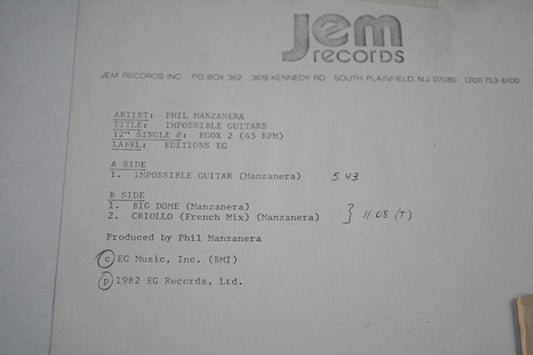 jem
records
JEM RECORDS INC. PO BOX 362 3619 KENNEDY RD SOUTH PLAINFIELD, N.J. 07080 (201) 753-6100
ARTIST: PHIL MANZANERA
TITLE: IMPOSSIBLE GUITARS
12" SINGLE #: EGOX 2 (45 RPM)
LABEL: EDITIONS EG
A SIDE
1. IMPOSSIBLE GUITAR (Manzanera) 5.43
B SIDE
1. BIG DOME (Manzanera)
2. CRIOLLO (French Mix) (Manzanera) } 11.08 (T)
Produced by Phil Manzanera
(c) EG Music, Inc. (BMI)
(p) 1982 EG Records, Ltd.